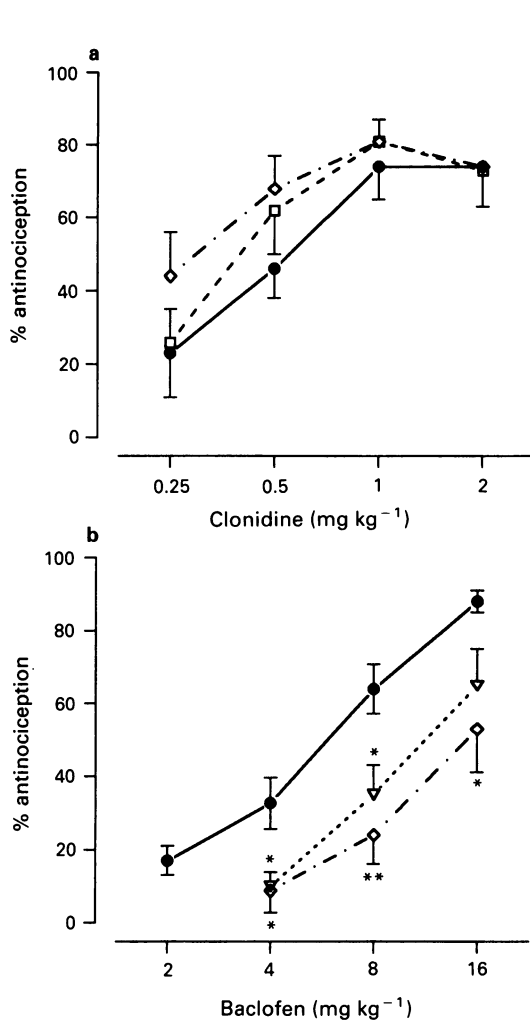 a
100
80
60
40
20
0
% antinociception
0.25 0.5 1 2
Clonidine (mg kg⁻¹)
b
100
80
60
40
20
0
% antinociception
*
*
*
**
*
*
2 4 8 16
Baclofen (mg kg⁻¹)